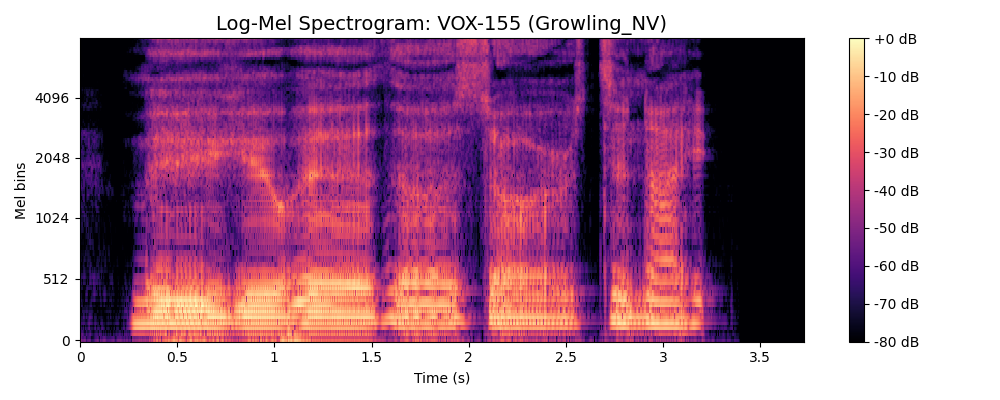 Log-Mel Spectrogram: VOX-155 (Growling_NV)
Mel bins
4096
2048
1024
512
0
0
0.5
1
1.5
2
2.5
3
3.5
Time (s)
+0 dB
-10 dB
-20 dB
-30 dB
-40 dB
-50 dB
-60 dB
-70 dB
-80 dB